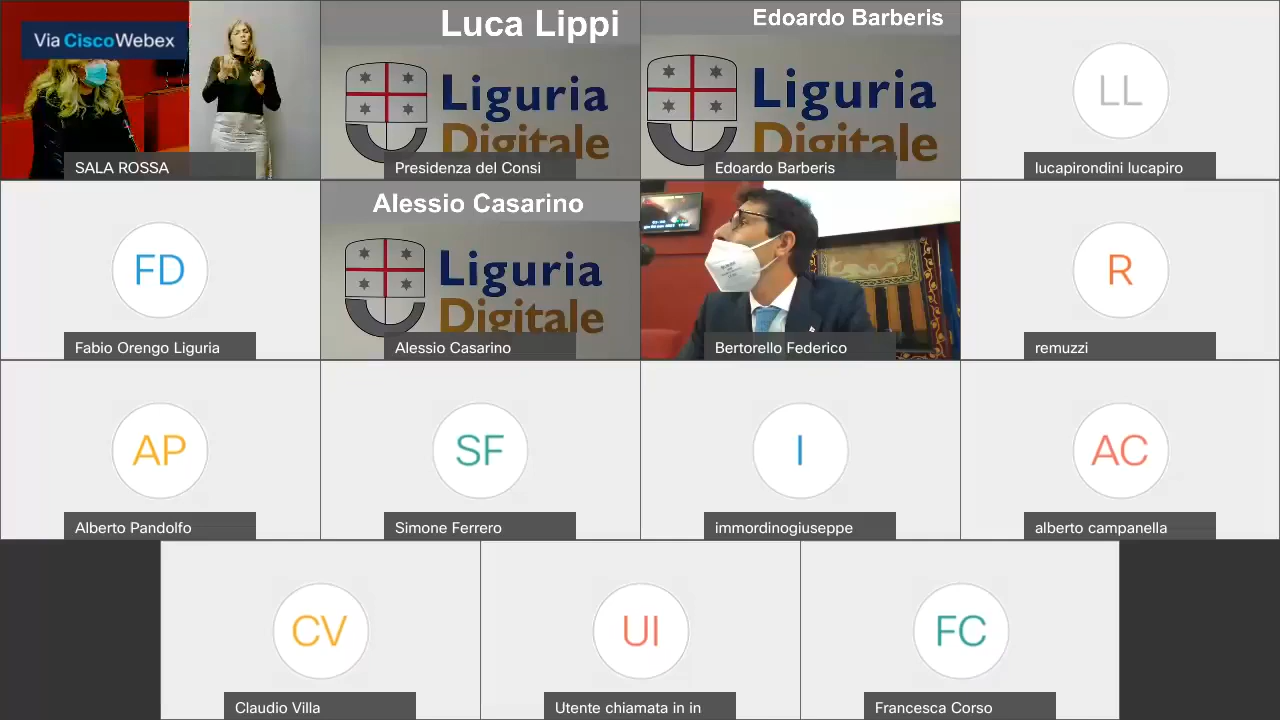 Via Cisco Webex
SALA ROSSA
Luca Lippi
Liguria
Digitale
Presidenza del Consi
Edoardo Barberis
Liguria
Digitale
Edoardo Barberis
LL
lucapirondini lucapiro
FD
Fabio Orengo Liguria
Alessio Casarino
Liguria
Digitale
Alessio Casarino
Bertorello Federico
R
remuzzi
AP
Alberto Pandolfo
SF
Simone Ferrero
I
immordinogiuseppe
AC
alberto campanella
CV
Claudio Villa
UI
Utente chiamata in in
FC
Francesca Corso